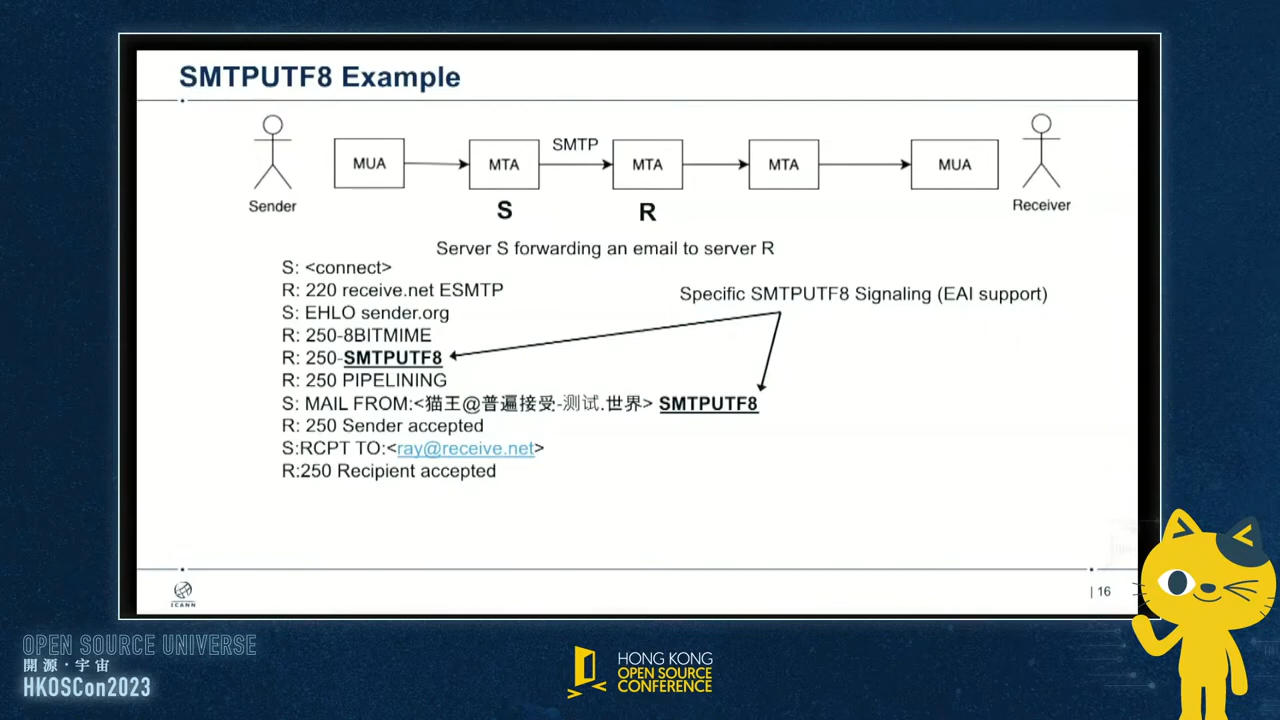 SMTPUTF8 Example
SMTP
MUA
MTA
MTA
MTA
MUA
Sender
S
R
Receiver
Server S forwarding an email to server R
S: <connect>
R: 220 receive.net ESMTP
Specific SMTPUTF8 Signaling (EAI support)
S: EHLO sender.org
R: 250-8BITMIME
R: 250-SMTPUTF8
R: 250 PIPELINING
S: MAIL FROM:<猫王@普遍接受-测试.世界> SMTPUTF8
R: 250 Sender accepted
S:RCPT TO:<ray@receive.net>
R:250 Recipient accepted
ICANN
| 16
OPEN SOURCE UNIVERSE
開源·宇宙
HKOSCon2023
HONG KONG
OPEN SOURCE
CONFERENCE